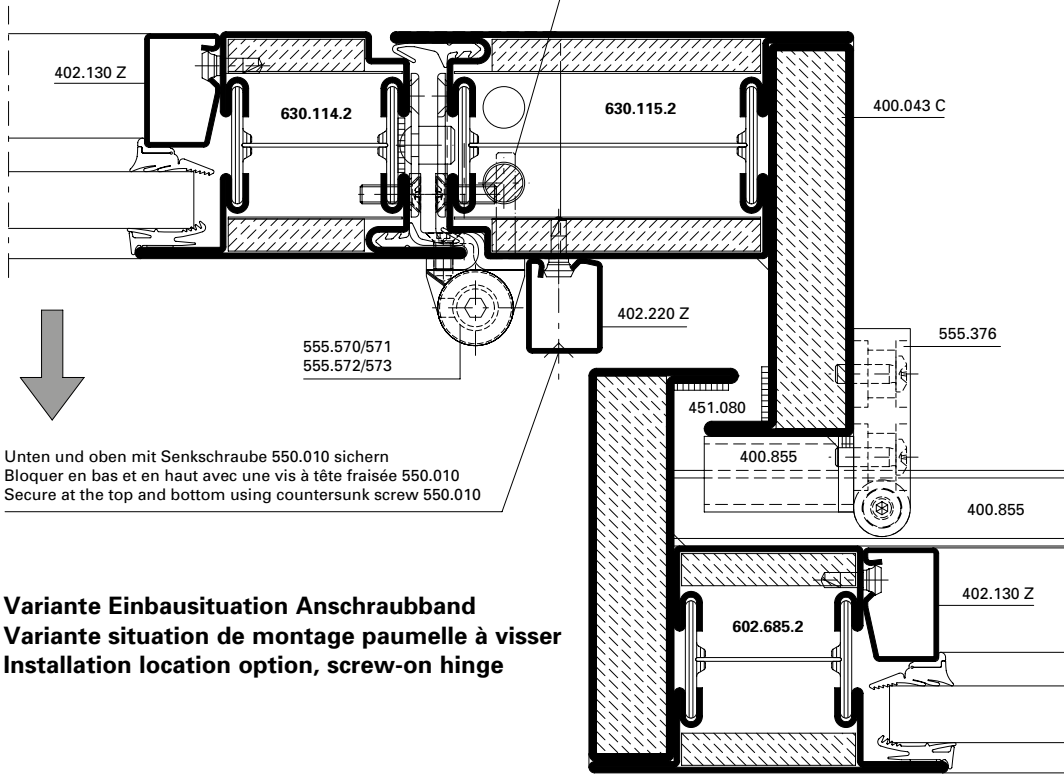 402.130 Z
630.114.2
630.115.2
400.043 C
402.220 Z
555.376
555.570/571
555.572/573
451.080
400.855
400.855
Unten und oben mit Senkschraube 550.010 sichern
Bloquer en bas et en haut avec une vis à tête fraisée 550.010
Secure at the top and bottom using countersunk screw 550.010
402.130 Z
602.685.2
Variante Einbausituation Anschraubband
Variante situation de montage paumelle à visser
Installation location option, screw-on hinge